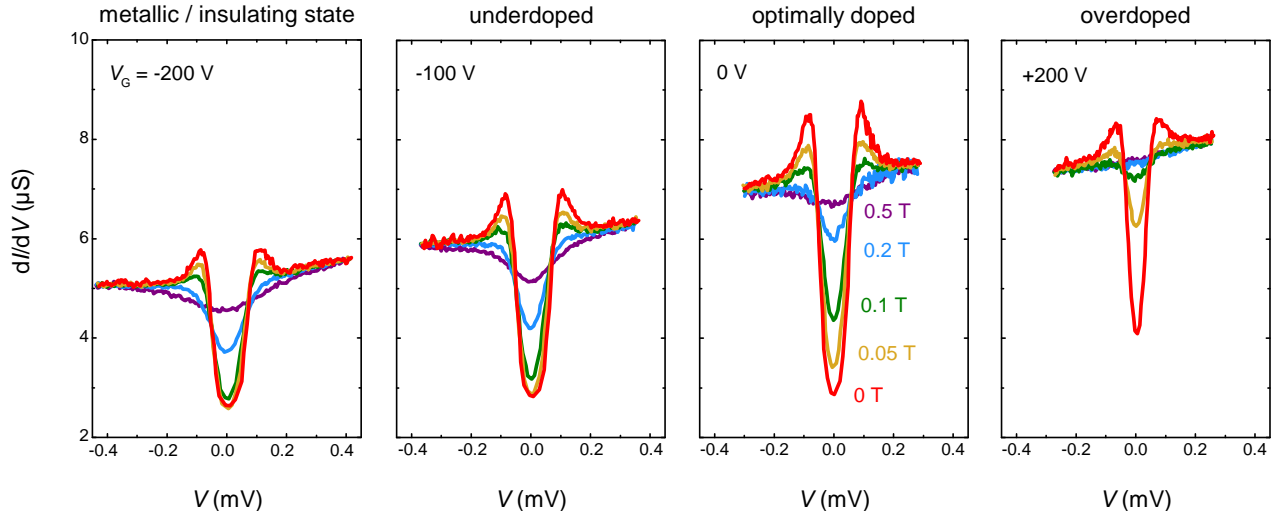 metallic / insulating state
underdoped
optimally doped
overdoped
10
8
6
4
2
dI/dV (µS)
VG = -200 V
-100 V
0 V
+200 V
0.5 T
0.2 T
0.1 T
0.05 T
0 T
-0.4 -0.2 0.0 0.2 0.4
-0.4 -0.2 0.0 0.2 0.4
-0.4 -0.2 0.0 0.2 0.4
-0.4 -0.2 0.0 0.2 0.4
V (mV)
V (mV)
V (mV)
V (mV)